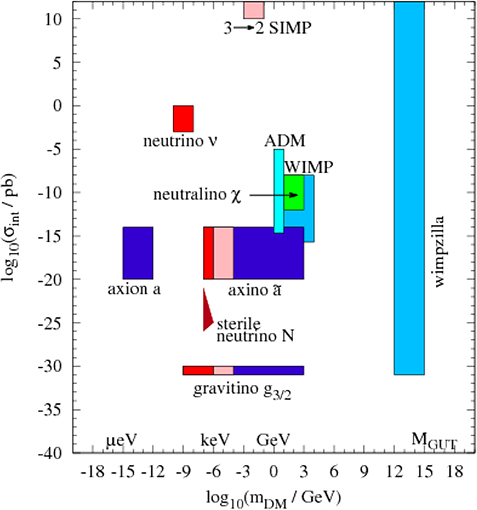 10
5
0
-5
-10
-15
-20
-25
-30
-35
-40
log10(σint / pb)
3→2 SIMP
neutrino ν
ADM
WIMP
neutralino χ
axion a
axino ã
sterile
neutrino N
gravitino g3/2
wimpzilla
μeV keV GeV MGUT
-18 -15 -12 -9 -6 -3 0 3 6 9 12 15 18
log10(mDM / GeV)